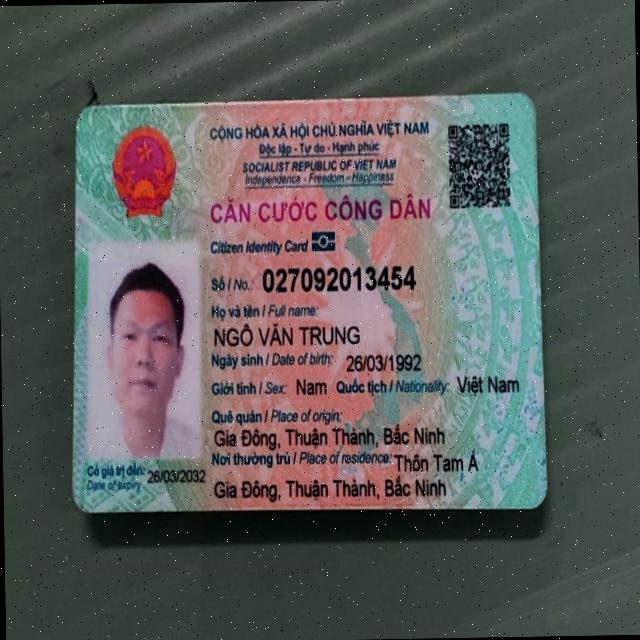 CỘNG HÒA XÃ HỘI CHỦ NGHĨA VIỆT NAM
Độc lập - Tự do - Hạnh phúc
SOCIALIST REPUBLIC OF VIET NAM
Independence - Freedom - Happiness
CĂN CƯỚC CÔNG DÂN
Citizen Identity Card
Số / No.: 027092013454
Họ và tên / Full name:
NGÔ VĂN TRUNG
Ngày sinh / Date of birth: 26/03/1992
Giới tính / Sex: Nam Quốc tịch / Nationality: Việt Nam
Quê quán / Place of origin:
Gia Đông, Thuận Thành, Bắc Ninh
Nơi thường trú / Place of residence: Thôn Tam Á
Gia Đông, Thuận Thành, Bắc Ninh
Có giá trị đến: 26/03/2032
Date of expiry